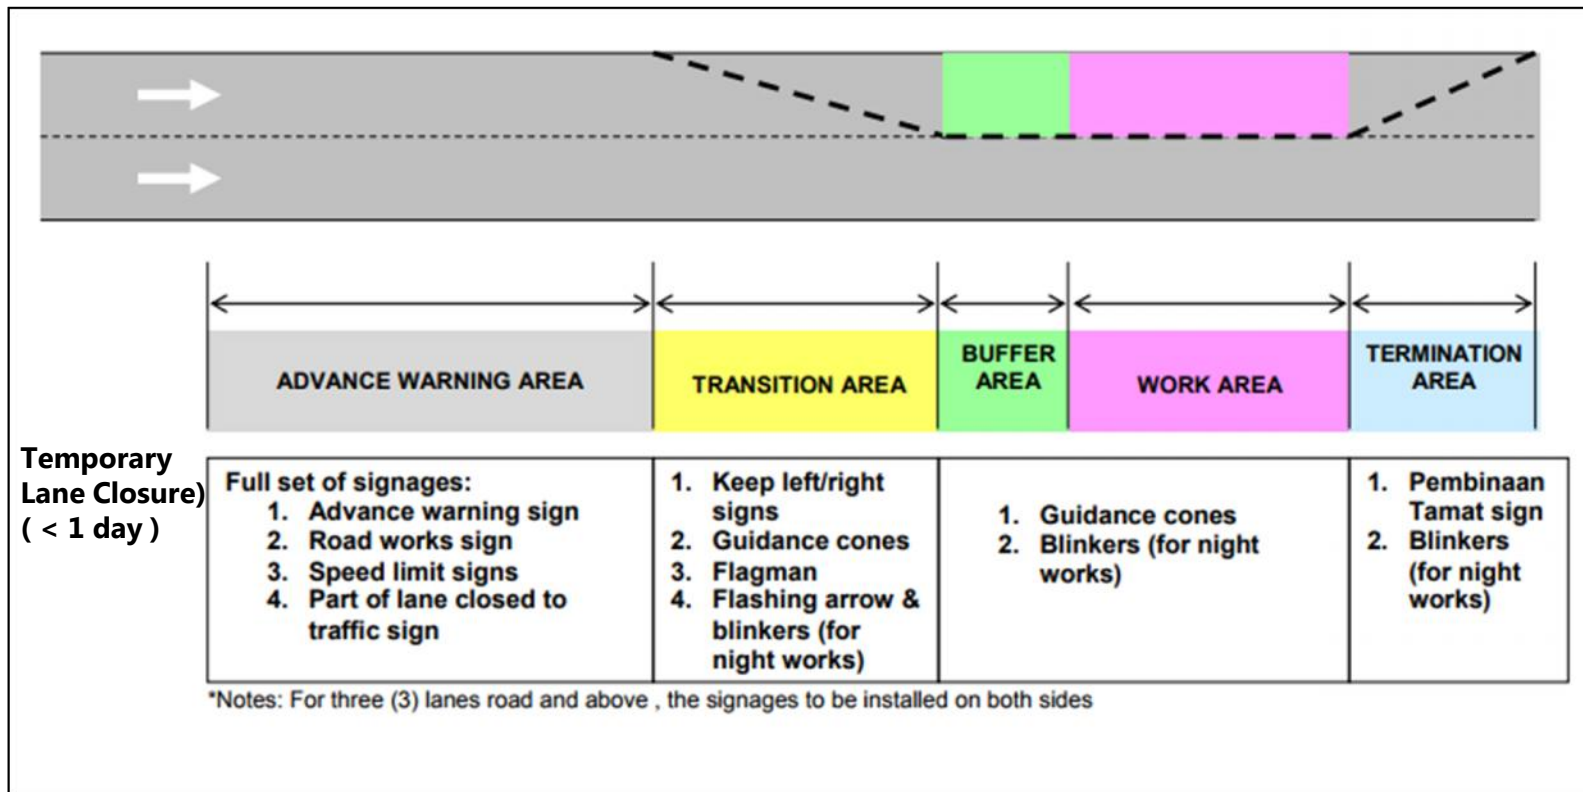 ADVANCE WARNING AREA
TRANSITION AREA
BUFFER
AREA
WORK AREA
TERMINATION
AREA
Temporary
Lane Closure)
( < 1 day )
Full set of signages:
1. Advance warning sign
2. Road works sign
3. Speed limit signs
4. Part of lane closed to
traffic sign
1. Keep left/right
signs
2. Guidance cones
3. Flagman
4. Flashing arrow &
blinkers (for
night works)
1. Guidance cones
2. Blinkers (for night
works)
1. Pembinaan
Tamat sign
2. Blinkers
(for night
works)
*Notes: For three (3) lanes road and above , the signages to be installed on both sides